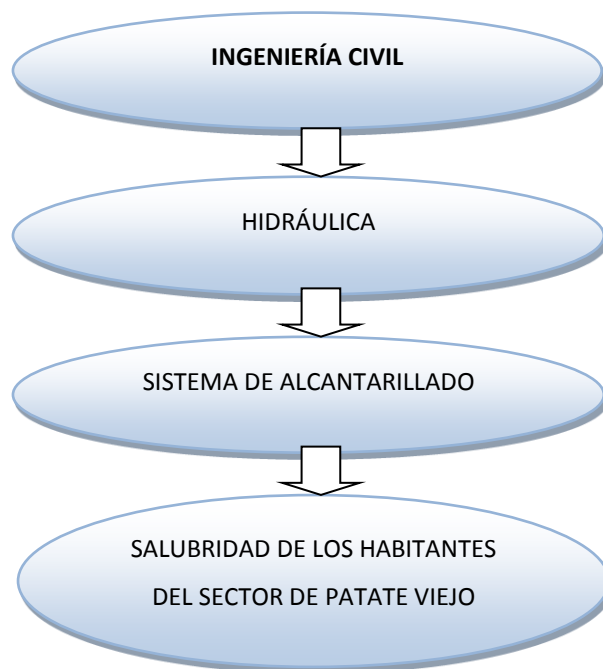 INGENIERÍA CIVIL
HIDRÁULICA
SISTEMA DE ALCANTARILLADO
SALUBRIDAD DE LOS HABITANTES
DEL SECTOR DE PATATE VIEJO